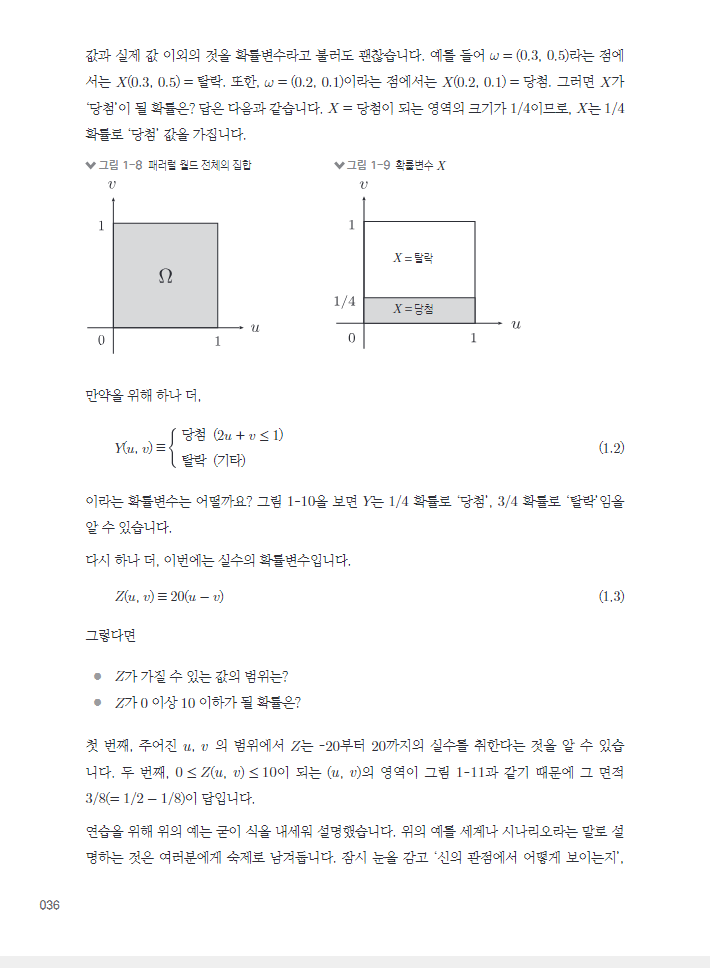 값과 실제 값 이외의 것을 확률변수라고 불러도 괜찮습니다. 예를 들어 ω = (0.3, 0.5)라는 점에
서는 X(0.3, 0.5) = 탈락. 또한, ω = (0.2, 0.1)이라는 점에서는 X(0.2, 0.1) = 당첨. 그러면 X가
‘당첨’이 될 확률은? 답은 다음과 같습니다. X = 당첨이 되는 영역의 크기가 1/4이므로, X는 1/4
확률로 ‘당첨’ 값을 가집니다.
그림 1-8 패러럴 월드 전체의 집합
v
1
Ω
0
1
u
그림 1-9 확률변수 X
v
1
X = 탈락
1/4
X = 당첨
0
1
u
만약을 위해 하나 더,
당첨 (2u + v ≤ 1)
Y(u, v) ≡ { (1.2)
탈락 (기타)
이라는 확률변수는 어떨까요? 그림 1-10을 보면 Y는 1/4 확률로 ‘당첨’, 3/4 확률로 ‘탈락’임을
알 수 있습니다.
다시 하나 더, 이번에는 실수의 확률변수입니다.
Z(u, v) ≡ 20(u − v) (1.3)
그렇다면
● Z가 가질 수 있는 값의 범위는?
● Z가 0 이상 10 이하가 될 확률은?
첫 번째, 주어진 u, v 의 범위에서 Z는 -20부터 20까지의 실수를 취한다는 것을 알 수 있습
니다. 두 번째, 0 ≤ Z(u, v) ≤ 10이 되는 (u, v)의 영역이 그림 1-11과 같기 때문에 그 면적
3/8(= 1/2 − 1/8)이 답입니다.
연습을 위해 위의 예는 굳이 식을 내세워 설명했습니다. 위의 예를 세계나 시나리오라는 말로 설
명하는 것은 여러분에게 숙제로 남겨둡니다. 잠시 눈을 감고 ‘신의 관점에서 어떻게 보이는지’,
036